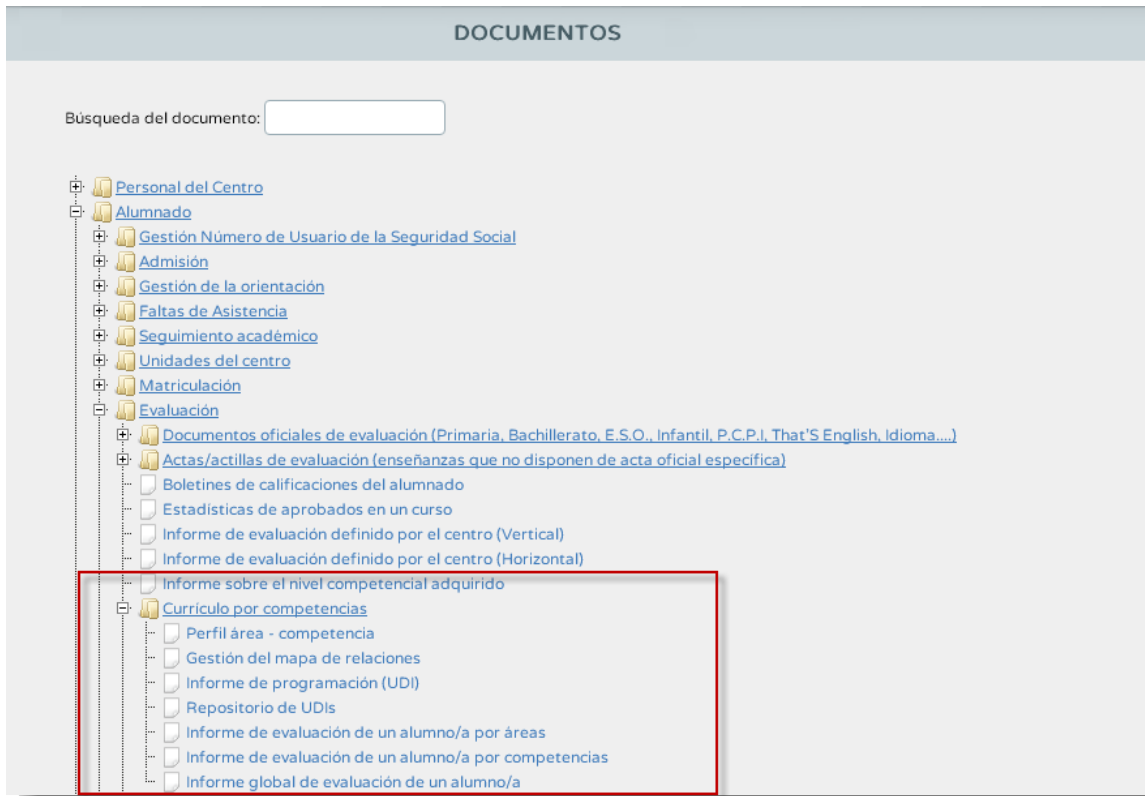 DOCUMENTOS
Búsqueda del documento:
Personal del Centro
Alumnado
Gestión Número de Usuario de la Seguridad Social
Admisión
Gestión de la orientación
Faltas de Asistencia
Seguimiento académico
Unidades del centro
Matriculación
Evaluación
Documentos oficiales de evaluación (Primaria, Bachillerato, E.S.O., Infantil, P.C.P.I, That'S English, Idioma....)
Actas/actillas de evaluación (enseñanzas que no disponen de acta oficial específica)
Boletines de calificaciones del alumnado
Estadísticas de aprobados en un curso
Informe de evaluación definido por el centro (Vertical)
Informe de evaluación definido por el centro (Horizontal)
Informe sobre el nivel competencial adquirido
Currículo por competencias
Perfil área - competencia
Gestión del mapa de relaciones
Informe de programación (UDI)
Repositorio de UDIs
Informe de evaluación de un alumno/a por áreas
Informe de evaluación de un alumno/a por competencias
Informe global de evaluación de un alumno/a